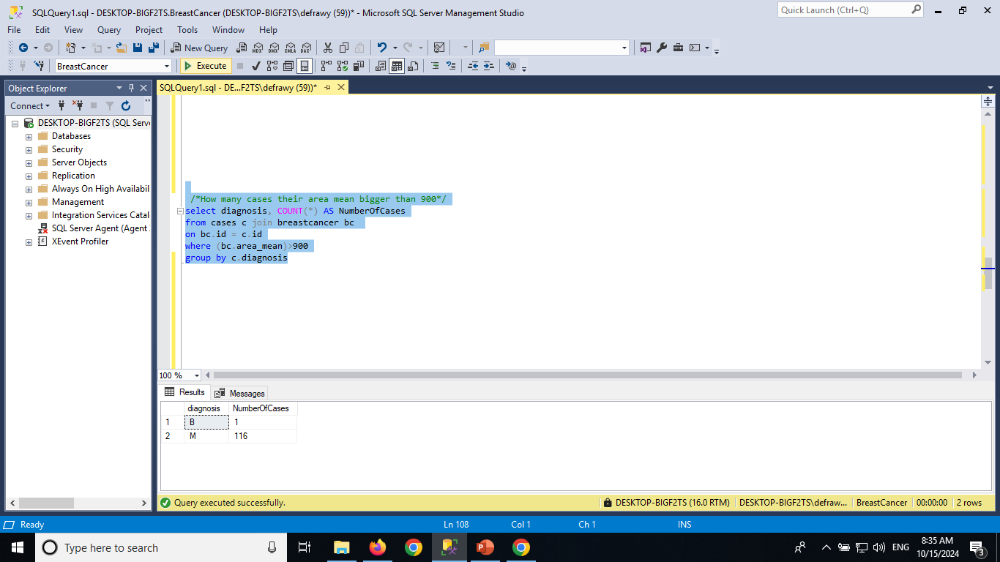 SQLQuery1.sql - DESKTOP-BIGF2TS.BreastCancer (DESKTOP-BIGF2TS\defrawy (59))* - Microsoft SQL Server Management Studio
Quick Launch (Ctrl+Q)
File Edit View Query Project Tools Window Help
New Query
MDX DMX XMLA DAX
BreastCancer
Execute
Object Explorer
SQLQuery1.sql - DE...F2TS\defrawy (59))*
Connect
DESKTOP-BIGF2TS (SQL Serv
Databases
Security
Server Objects
Replication
Always On High Availabil
Management
Integration Services Catal
SQL Server Agent (Agent
XEvent Profiler
/*How many cases their area mean bigger than 900*/
select diagnosis, COUNT(*) AS NumberOfCases
from cases c join breastcancer bc
on bc.id = c.id
where (bc.area_mean)>900
group by c.diagnosis
100 %
Results Messages
diagnosis NumberOfCases
1 B 1
2 M 116
Query executed successfully.
DESKTOP-BIGF2TS (16.0 RTM) DESKTOP-BIGF2TS\defraw... BreastCancer 00:00:00 2 rows
Ready Ln 108 Col 1 Ch 1 INS
Type here to search
ENG
8:35 AM
10/15/2024
3